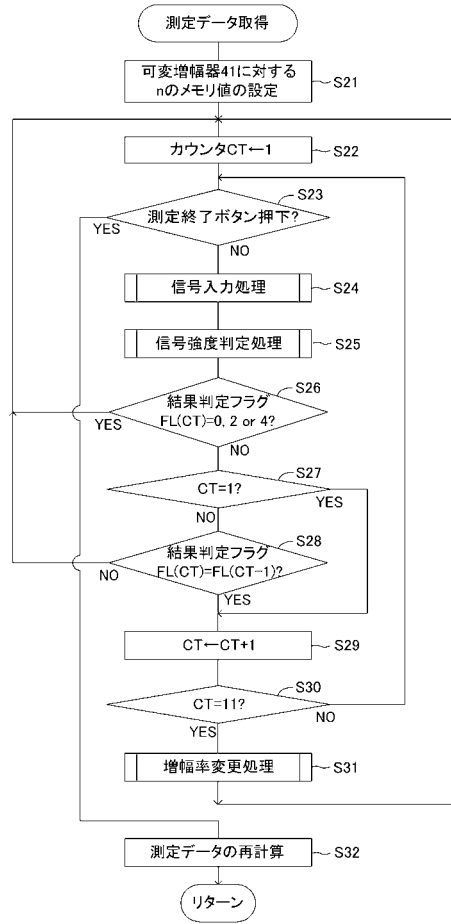 測定データ取得
可変増幅器41に対する
nのメモリ値の設定
S21
カウンタCT←1
S22
S23
測定終了ボタン押下?
YES
NO
信号入力処理
S24
信号強度判定処理
S25
S26
結果判定フラグ
FL(CT)=0, 2 or 4?
YES
NO
S27
CT=1?
YES
NO
S28
結果判定フラグ
FL(CT)=FL(CT-1)?
NO
YES
CT←CT+1
S29
S30
CT=11?
NO
YES
増幅率変更処理
S31
測定データの再計算
S32
リターン